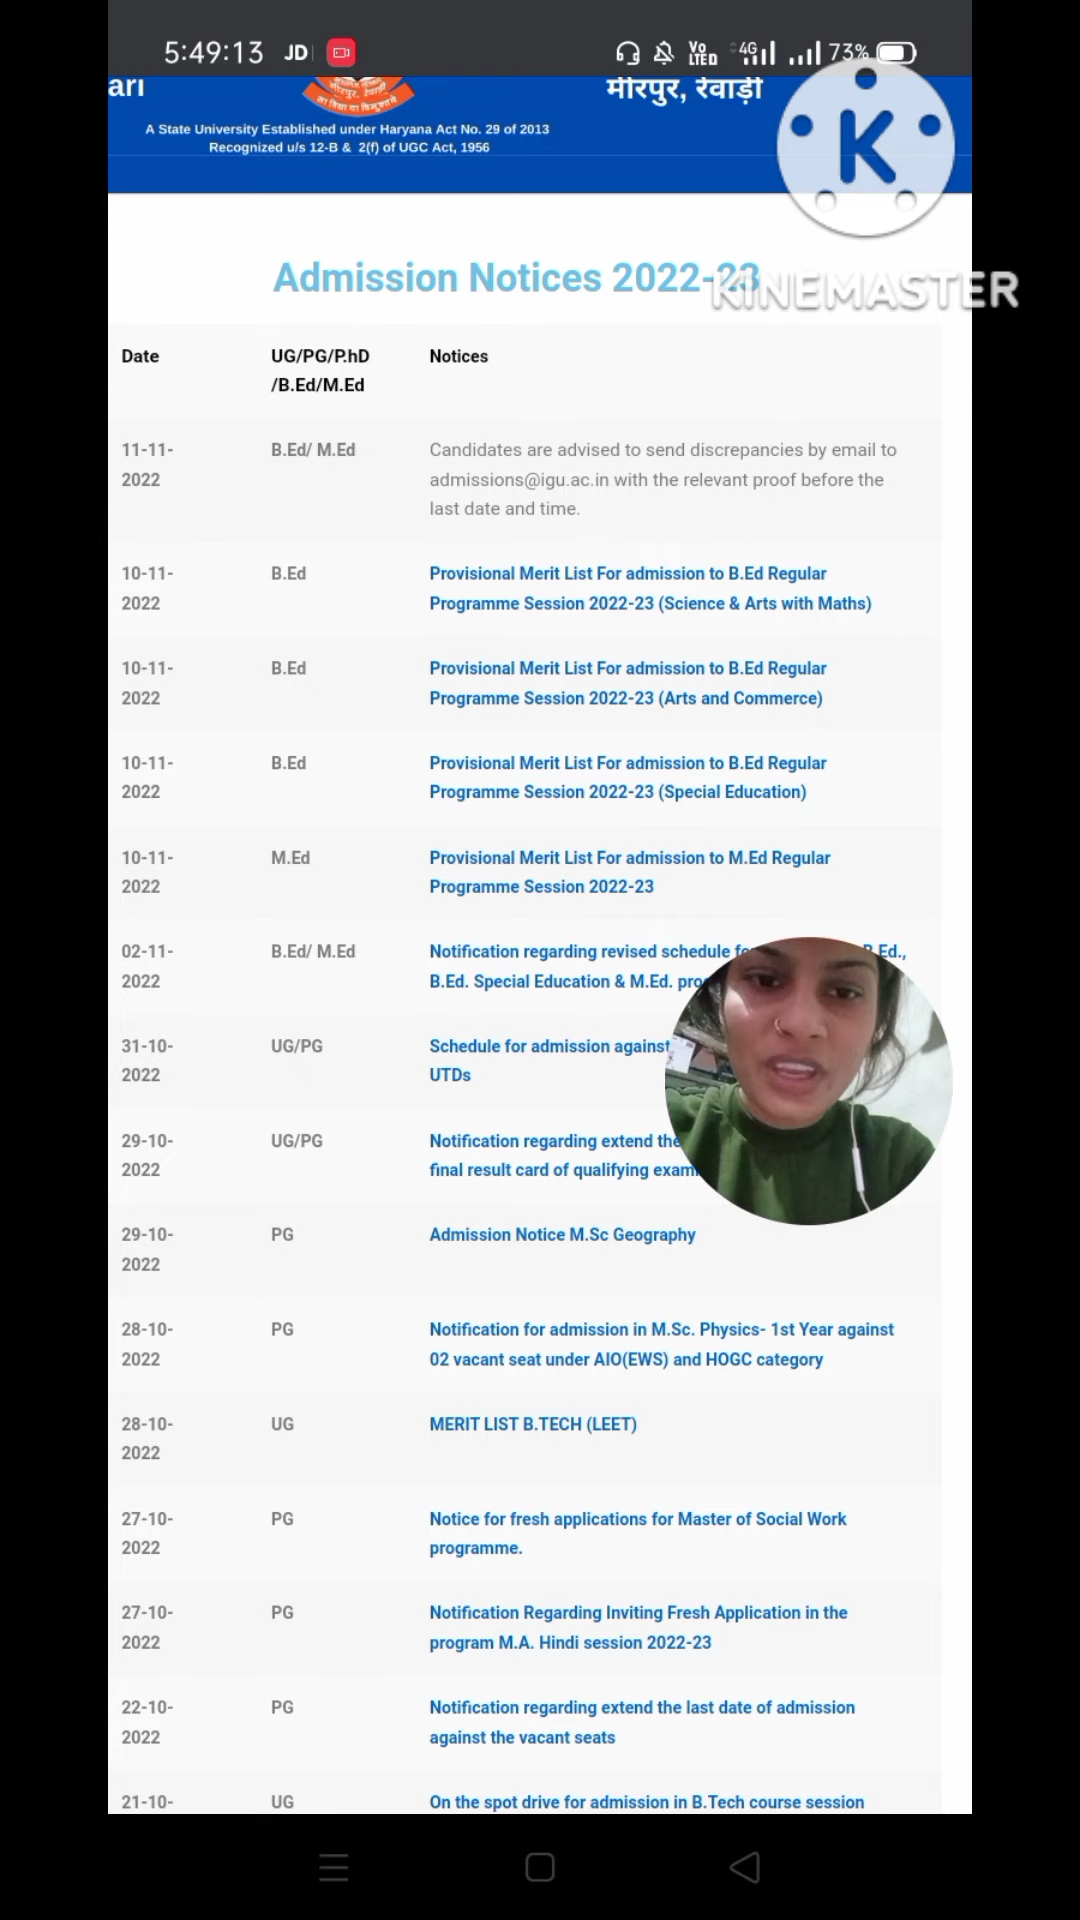 5:49:13 JD Vo LTE 4G 73%
ari
मीरपुर, रेवाड़ी
मीरपुर, रेवाड़ी
सा विद्या या विमुक्तये
A State University Established under Haryana Act No. 29 of 2013
Recognized u/s 12-B & 2(f) of UGC Act, 1956
K
KINEMASTER
Admission Notices 2022-23
Date UG/PG/P.hD Notices
/B.Ed/M.Ed
11-11- B.Ed/ M.Ed Candidates are advised to send discrepancies by email to
2022 admissions@igu.ac.in with the relevant proof before the
last date and time.
10-11- B.Ed Provisional Merit List For admission to B.Ed Regular
2022 Programme Session 2022-23 (Science & Arts with Maths)
10-11- B.Ed Provisional Merit List For admission to B.Ed Regular
2022 Programme Session 2022-23 (Arts and Commerce)
10-11- B.Ed Provisional Merit List For admission to B.Ed Regular
2022 Programme Session 2022-23 (Special Education)
10-11- M.Ed Provisional Merit List For admission to M.Ed Regular
2022 Programme Session 2022-23
02-11- B.Ed/ M.Ed Notification regarding revised schedule B.Ed.,
2022 B.Ed. Special Education & M.Ed.
31-10- UG/PG Schedule for admission against
2022 UTDs
29-10- UG/PG Notification regarding extend the
2022 final result card of qualifying
29-10- PG Admission Notice M.Sc Geography
2022
28-10- PG Notification for admission in M.Sc. Physics- 1st Year against
2022 02 vacant seat under AIO(EWS) and HOGC category
28-10- UG MERIT LIST B.TECH (LEET)
2022
27-10- PG Notice for fresh applications for Master of Social Work
2022 programme.
27-10- PG Notification Regarding Inviting Fresh Application in the
2022 program M.A. Hindi session 2022-23
22-10- PG Notification regarding extend the last date of admission
2022 against the vacant seats
21-10- UG On the spot drive for admission in B.Tech course session